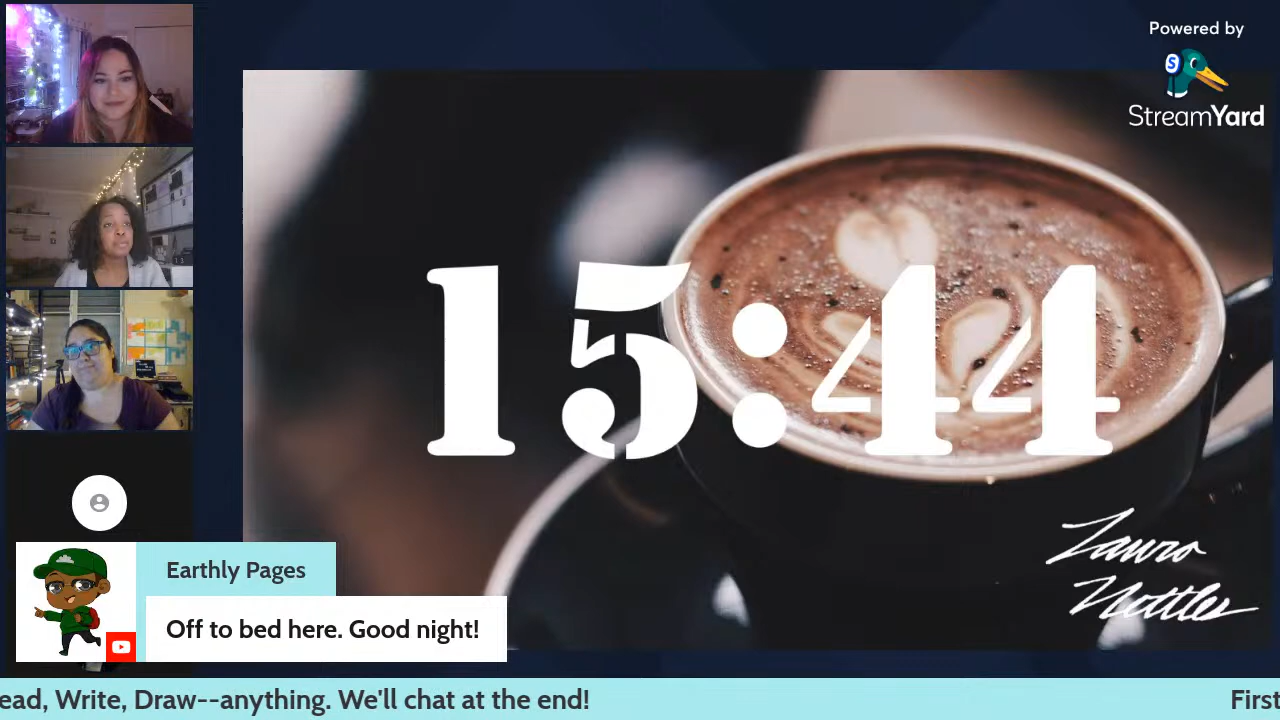 Powered by
StreamYard
15:44
Earthly Pages
Off to bed here. Good night!
ead, Write, Draw--anything. We'll chat at the end!
First